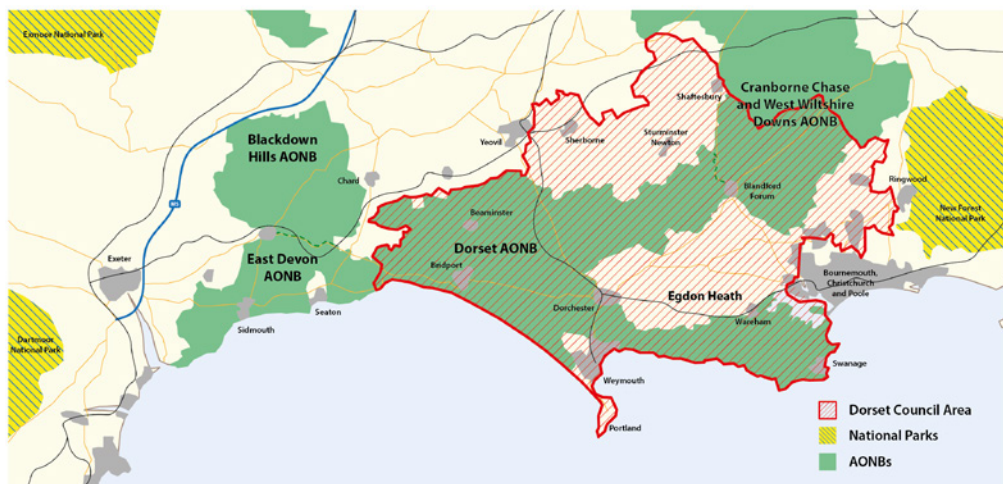 Exmoor National Park
Cranborne Chase
and West Wiltshire
Downs AONB
Shaftesbury
Blackdown
Hills AONB
Yeovil
Sherborne
Sturminster
Newton
Chard
Blandford
Forum
Ringwood
New Forest
National Park
Beaminster
Dorset AONB
Exeter
East Devon
AONB
Bridport
Egdon Heath
Bournemouth,
Christchurch
and Poole
Dorchester
Wareham
Seaton
Sidmouth
Dartmoor
National Park
Swanage
Weymouth
Portland
Dorset Council Area
National Parks
AONBs